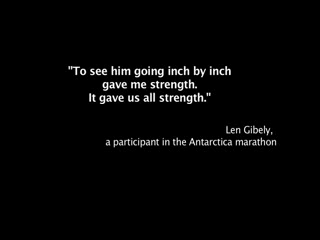 "To see him going inch by inch
gave me strength.
It gave us all strength."
Len Gibely,
a participant in the Antarctica marathon